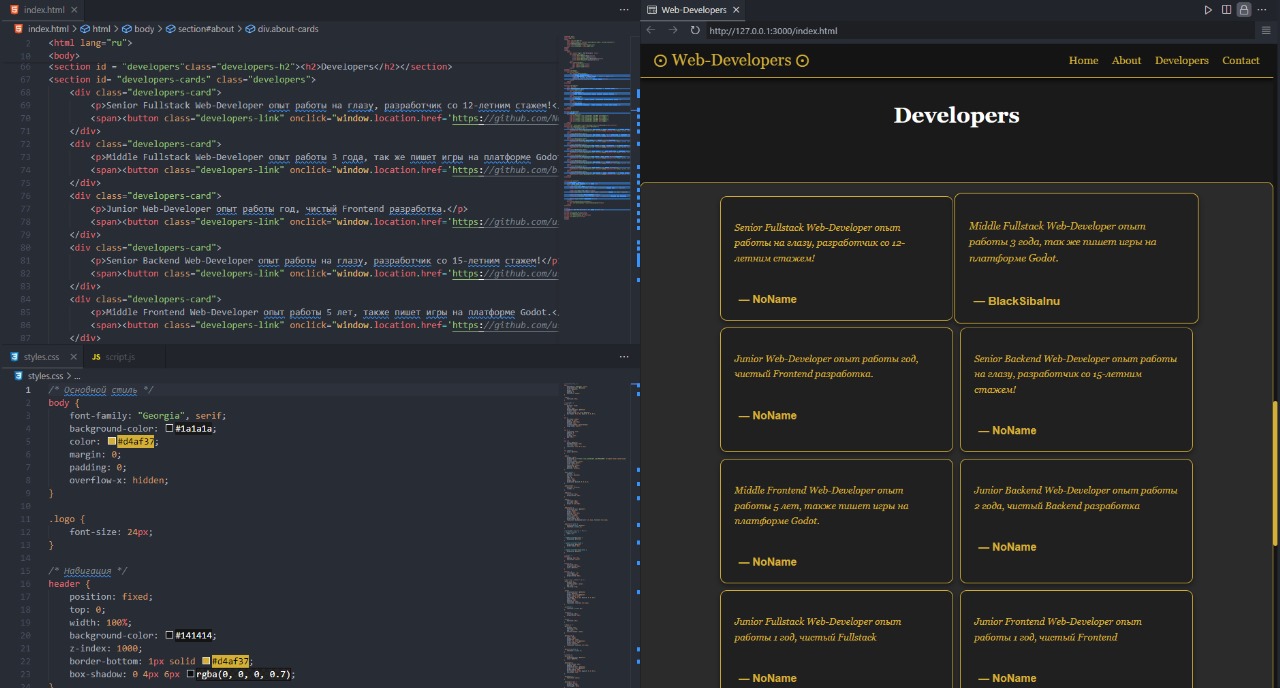 index.html
index.html > html > body > section#about > div.about-cards
2 <html lang="ru">
10 <body>
66 <section id = "developers"class="developers-h2"><h2>Developers</h2></section>
67 <section id= "developers-cards" class="developers">
68 <div class="developers-card">
69 <p>Senior Fullstack Web-Developer опыт работы на глазу, разработчик со 12-летним стажем!<
70 <span><button class="developers-link" onclick="window.location.href='https://github.com/N
71 </div>
72 <div class="developers-card">
73 <p>Middle Fullstack Web-Developer опыт работы 3 года, так же пишет игры на платформе Godot
74 <span><button class="developers-link" onclick="window.location.href='https://github.com/b
75 </div>
76 <div class="developers-card">
77 <p>Junior Web-Developer опыт работы год, чистый Frontend разработка.</p>
78 <span><button class="developers-link" onclick="window.location.href='https://github.com/u
79 </div>
80 <div class="developers-card">
81 <p>Senior Backend Web-Developer опыт работы на глазу, разработчик со 15-летним стажем!</p
82 <span><button class="developers-link" onclick="window.location.href='https://github.com/u
83 </div>
84 <div class="developers-card">
85 <p>Middle Frontend Web-Developer опыт работы 5 лет, также пишет игры на платформе Godot.<
86 <span><button class="developers-link" onclick="window.location.href='https://github.com/u
87 </div>
styles.css
JS script.js
styles.css > ...
1 /* Основной стиль */
2 body {
3 font-family: "Georgia", serif;
4 background-color: #1a1a1a;
5 color: #d4af37;
6 margin: 0;
7 padding: 0;
8 overflow-x: hidden;
9 }
10
11 .logo {
12 font-size: 24px;
13 }
14
15 /* Навигация */
16 header {
17 position: fixed;
18 top: 0;
19 width: 100%;
20 background-color: #141414;
21 z-index: 1000;
22 border-bottom: 1px solid #d4af37;
23 box-shadow: 0 4px 6px rgba(0, 0, 0, 0.7);
24 }
Web-Developers
http://127.0.0.1:3000/index.html
Web-Developers
Home About Developers Contact
Developers
Senior Fullstack Web-Developer опыт
работы на глазу, разработчик со 12-
летним стажем!
— NoName
Middle Fullstack Web-Developer опыт
работы 3 года, так же пишет игры на
платформе Godot.
— BlackSibaInu
Junior Web-Developer опыт работы год,
чистый Frontend разработка.
— NoName
Senior Backend Web-Developer опыт работы
на глазу, разработчик со 15-летним
стажем!
— NoName
Middle Frontend Web-Developer опыт
работы 5 лет, также пишет игры на
платформе Godot.
— NoName
Junior Backend Web-Developer опыт работы
2 года, чистый Backend разработка
— NoName
Junior Fullstack Web-Developer опыт
работы 1 год, чистый Fullstack
— NoName
Junior Frontend Web-Developer опыт
работы 1 год, чистый Frontend
— NoName